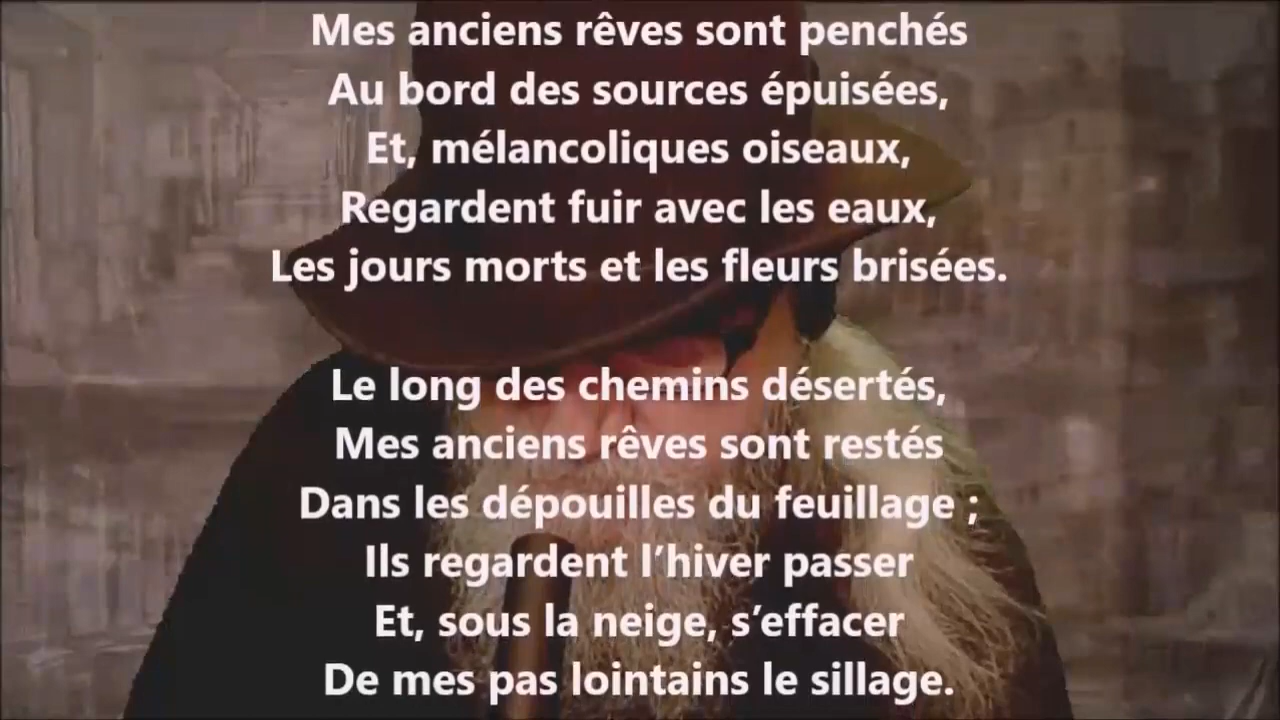 Mes anciens rêves sont penchés
Au bord des sources épuisées,
Et, mélancoliques oiseaux,
Regardent fuir avec les eaux,
Les jours morts et les fleurs brisées.
Le long des chemins désertés,
Mes anciens rêves sont restés
Dans les dépouilles du feuillage ;
Ils regardent l’hiver passer
Et, sous la neige, s’effacer
De mes pas lointains le sillage.